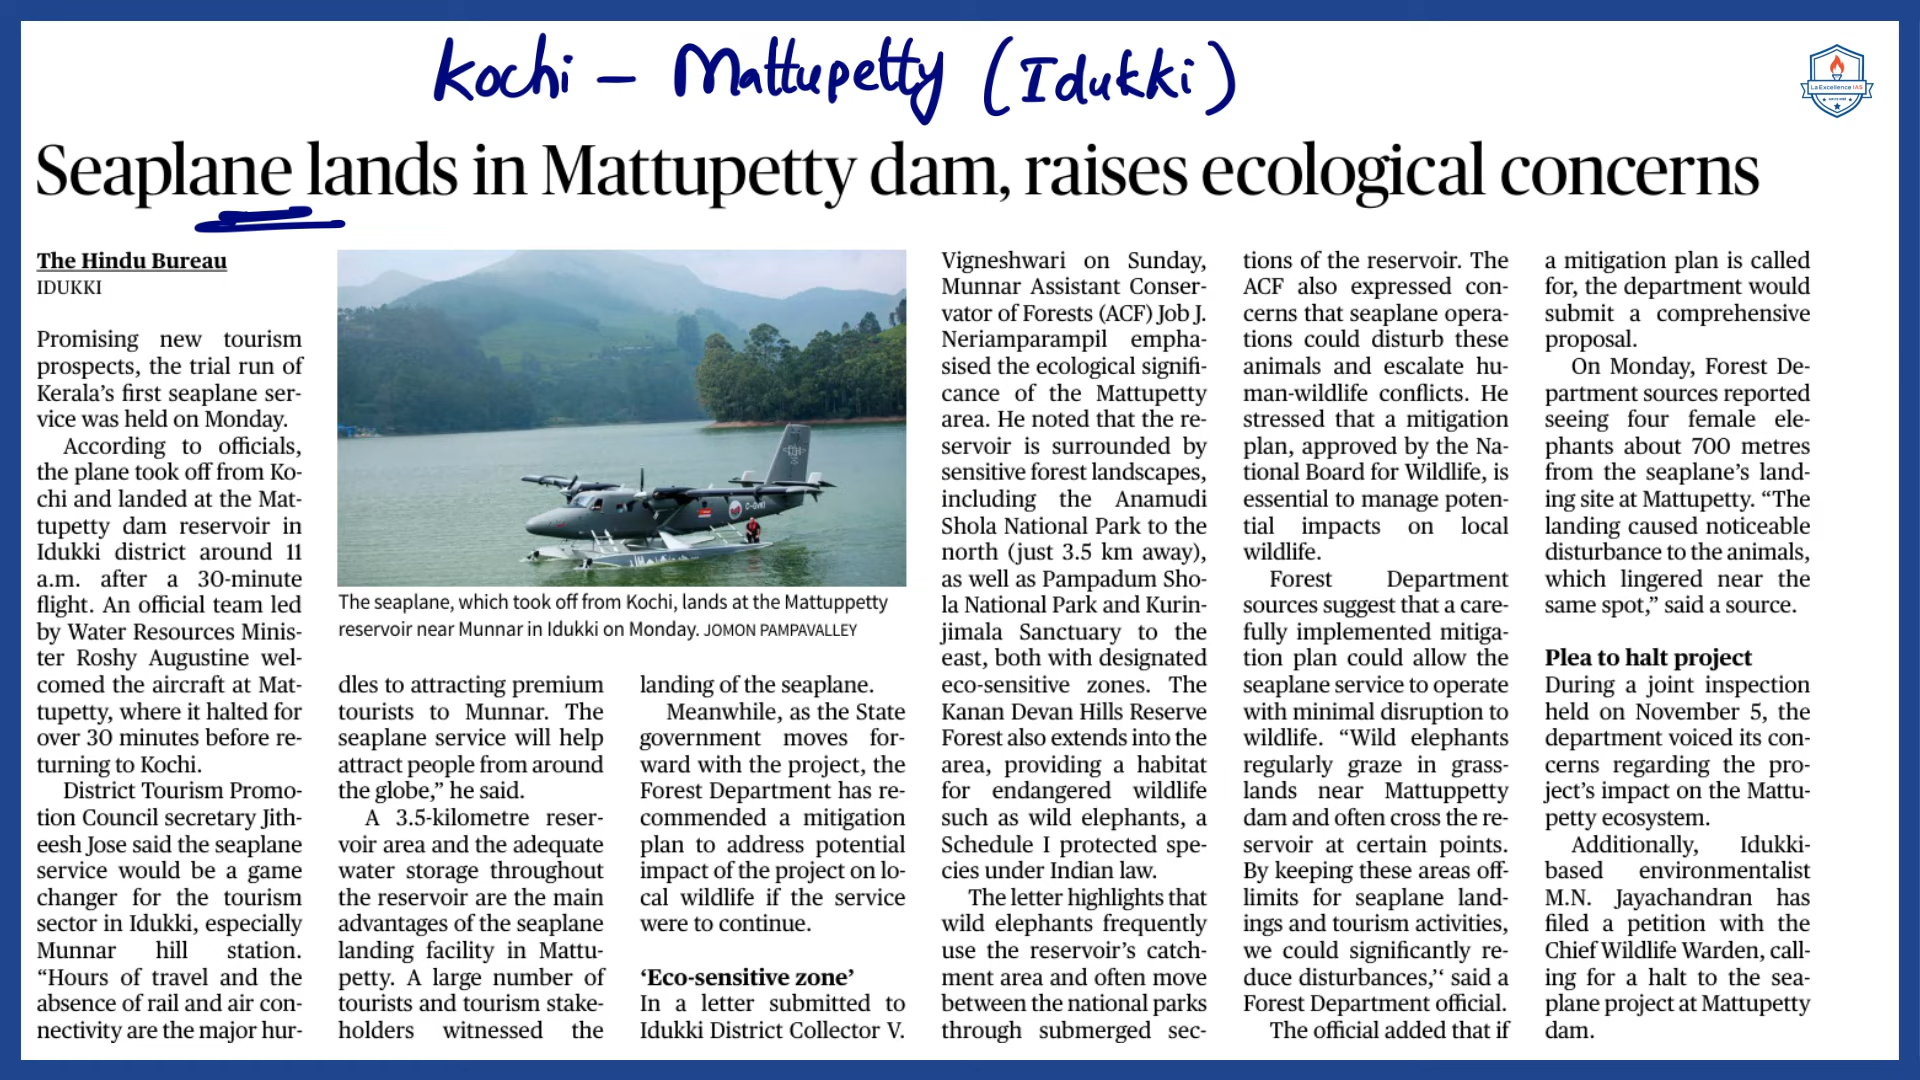 Kochi – Mattupetty (Idukki)
La Excellence IAS
Seaplane lands in Mattupetty dam, raises ecological concerns
The Hindu Bureau
IDUKKI
Promising new tourism
prospects, the trial run of
Kerala’s first seaplane ser-
vice was held on Monday.
According to officials,
the plane took off from Ko-
chi and landed at the Mat-
tupetty dam reservoir in
Idukki district around 11
a.m. after a 30-minute
flight. An official team led
by Water Resources Minis-
ter Roshy Augustine wel-
comed the aircraft at Mat-
tupetty, where it halted for
over 30 minutes before re-
turning to Kochi.
District Tourism Promo-
tion Council secretary Jith-
eesh Jose said the seaplane
service would be a game
changer for the tourism
sector in Idukki, especially
Munnar hill station.
“Hours of travel and the
absence of rail and air con-
nectivity are the major hur-
The seaplane, which took off from Kochi, lands at the Mattuppetty
reservoir near Munnar in Idukki on Monday. JOMON PAMPAVALLEY
dles to attracting premium
tourists to Munnar. The
seaplane service will help
attract people from around
the globe,” he said.
A 3.5-kilometre reser-
voir area and the adequate
water storage throughout
the reservoir are the main
advantages of the seaplane
landing facility in Mattu-
petty. A large number of
tourists and tourism stake-
holders witnessed the
landing of the seaplane.
Meanwhile, as the State
government moves for-
ward with the project, the
Forest Department has re-
commended a mitigation
plan to address potential
impact of the project on lo-
cal wildlife if the service
were to continue.
‘Eco-sensitive zone’
In a letter submitted to
Idukki District Collector V.
Vigneshwari on Sunday,
Munnar Assistant Conser-
vator of Forests (ACF) Job J.
Neriamparampil empha-
sised the ecological signifi-
cance of the Mattupetty
area. He noted that the re-
servoir is surrounded by
sensitive forest landscapes,
including the Anamudi
Shola National Park to the
north (just 3.5 km away),
as well as Pampadum Sho-
la National Park and Kurin-
jimala Sanctuary to the
east, both with designated
eco-sensitive zones. The
Kanan Devan Hills Reserve
Forest also extends into the
area, providing a habitat
for endangered wildlife
such as wild elephants, a
Schedule I protected spe-
cies under Indian law.
The letter highlights that
wild elephants frequently
use the reservoir’s catch-
ment area and often move
between the national parks
through submerged sec-
tions of the reservoir. The
ACF also expressed con-
cerns that seaplane opera-
tions could disturb these
animals and escalate hu-
man-wildlife conflicts. He
stressed that a mitigation
plan, approved by the Na-
tional Board for Wildlife, is
essential to manage poten-
tial impacts on local
wildlife.
Forest Department
sources suggest that a care-
fully implemented mitiga-
tion plan could allow the
seaplane service to operate
with minimal disruption to
wildlife. “Wild elephants
regularly graze in grass-
lands near Mattuppetty
dam and often cross the re-
servoir at certain points.
By keeping these areas off-
limits for seaplane land-
ings and tourism activities,
we could significantly re-
duce disturbances,’‘ said a
Forest Department official.
The official added that if
a mitigation plan is called
for, the department would
submit a comprehensive
proposal.
On Monday, Forest De-
partment sources reported
seeing four female ele-
phants about 700 metres
from the seaplane’s land-
ing site at Mattupetty. “The
landing caused noticeable
disturbance to the animals,
which lingered near the
same spot,” said a source.
Plea to halt project
During a joint inspection
held on November 5, the
department voiced its con-
cerns regarding the pro-
ject’s impact on the Mattu-
petty ecosystem.
Additionally, Idukki-
based environmentalist
M.N. Jayachandran has
filed a petition with the
Chief Wildlife Warden, call-
ing for a halt to the sea-
plane project at Mattupetty
dam.